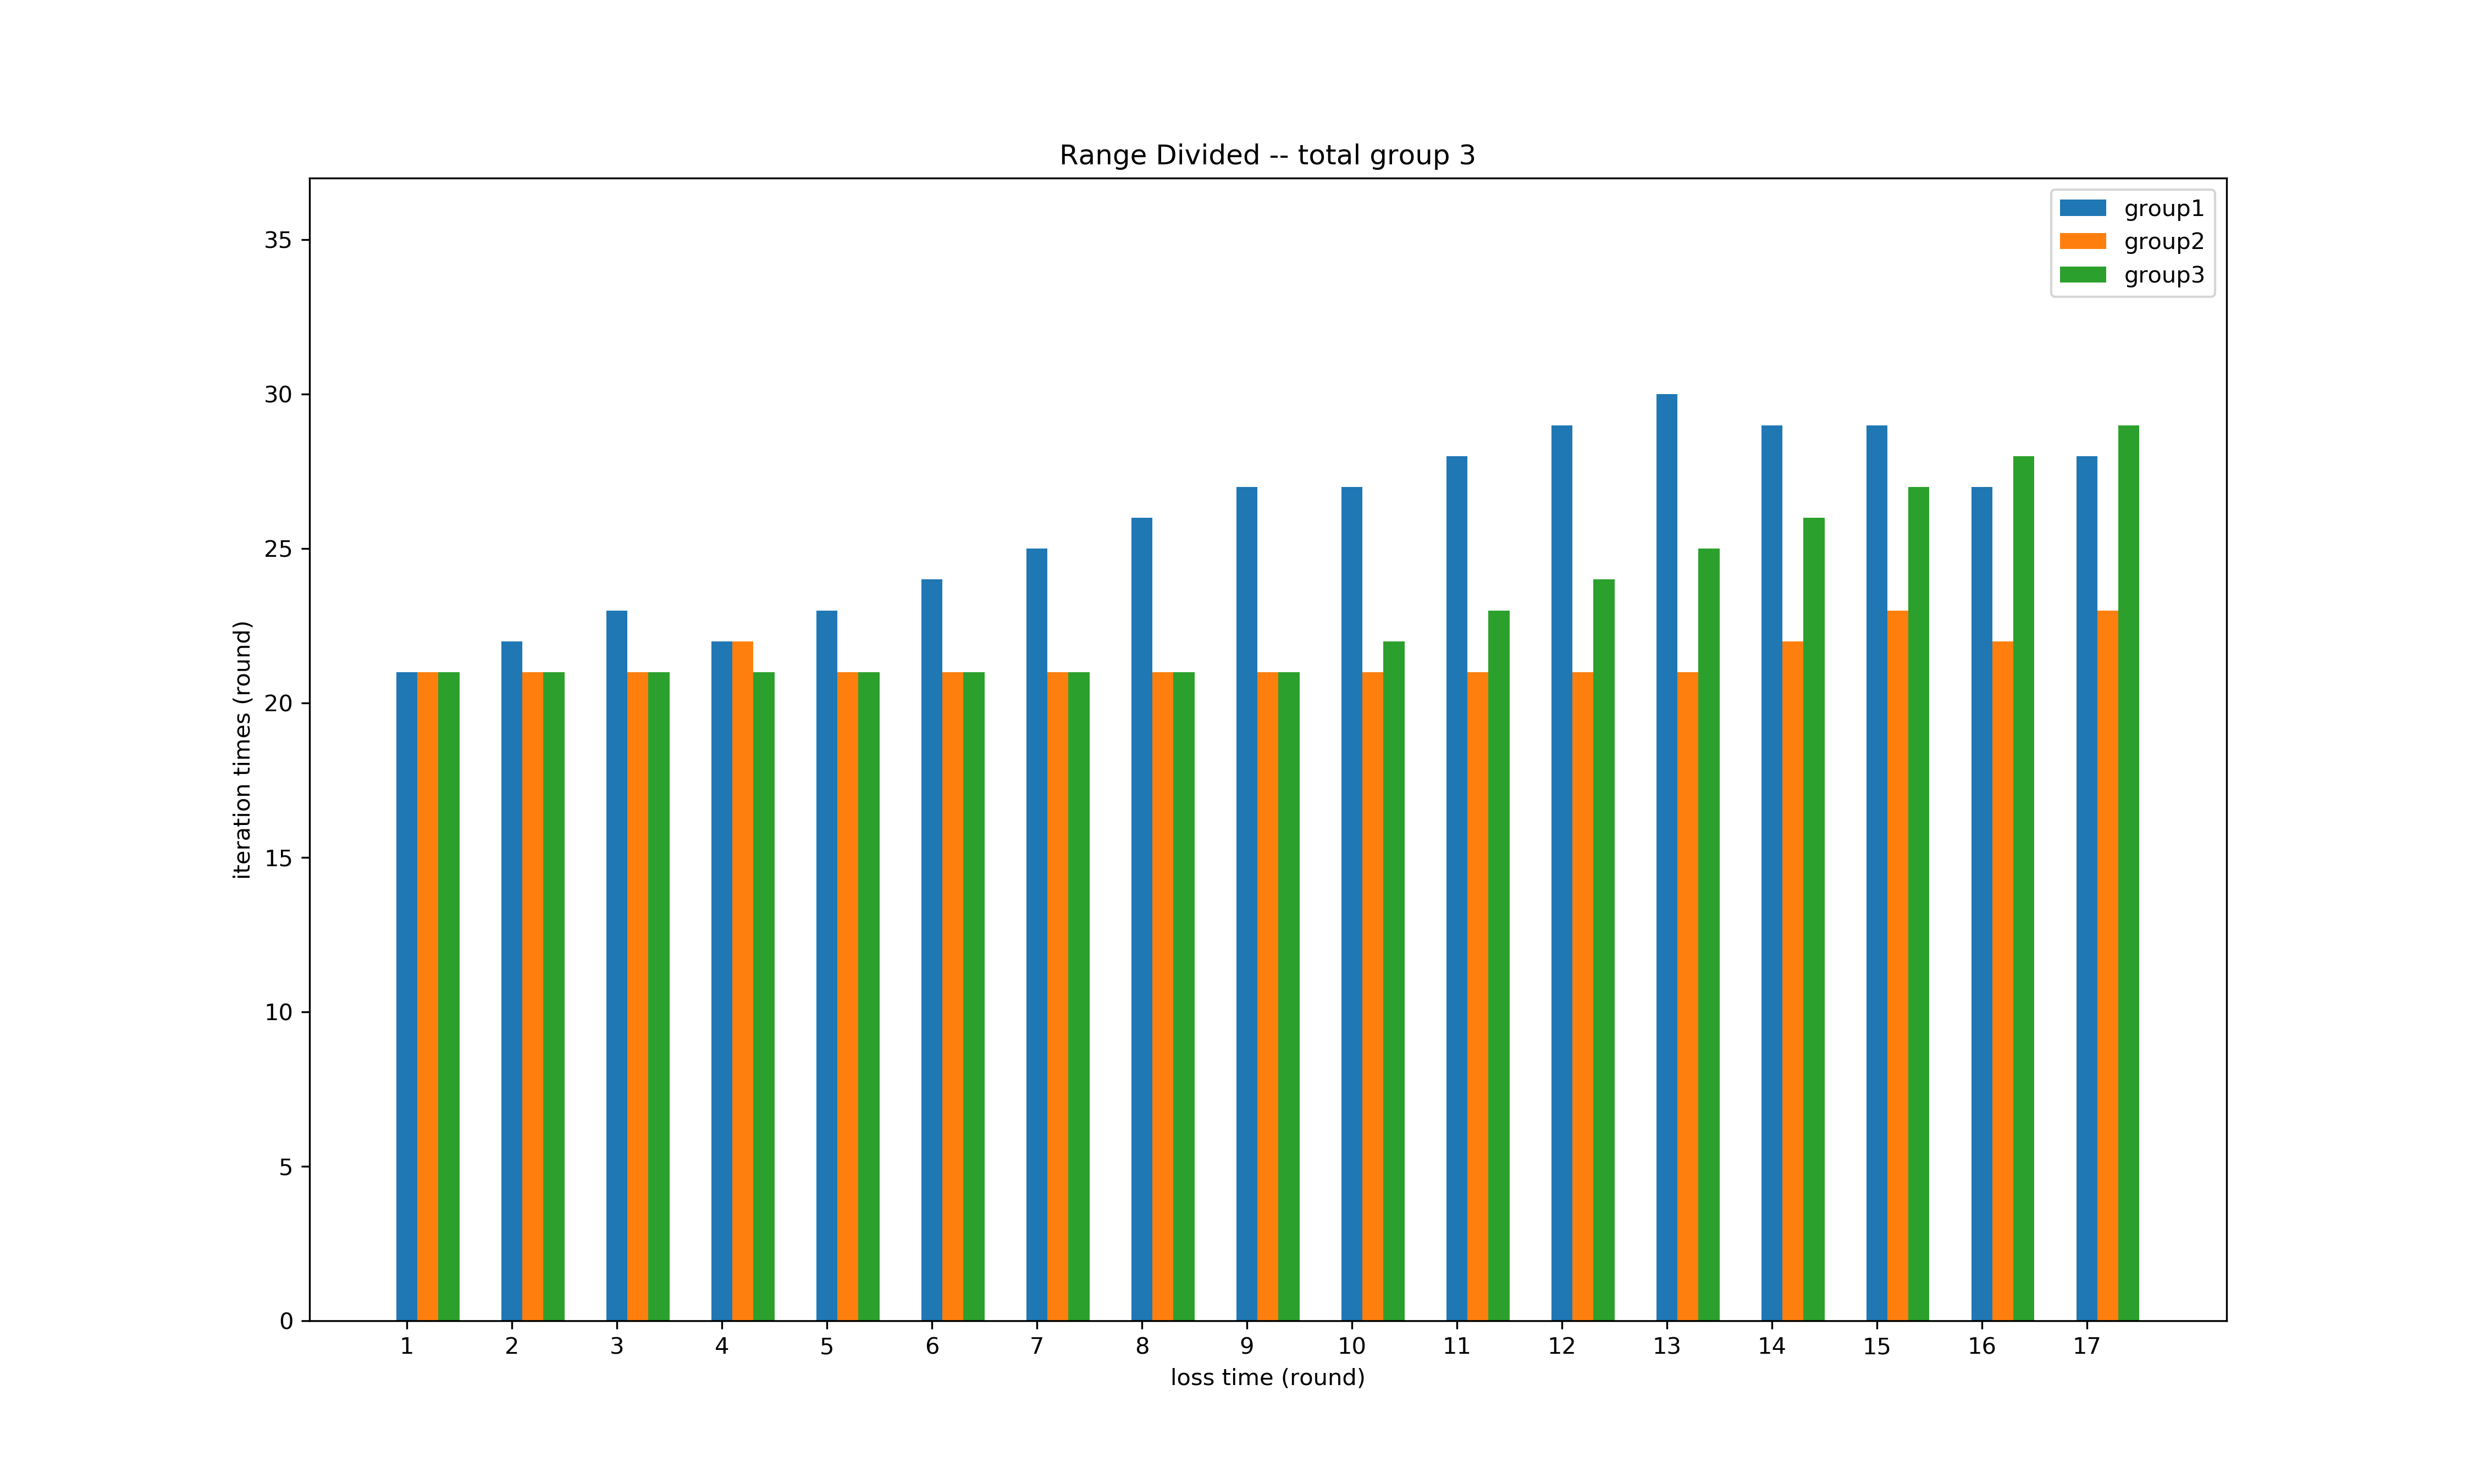 Range Divided -- total group 3
group1
group2
group3
35
30
25
20
15
10
5
0
iteration times (round)
1 2 3 4 5 6 7 8 9 10 11 12 13 14 15 16 17
loss time (round)